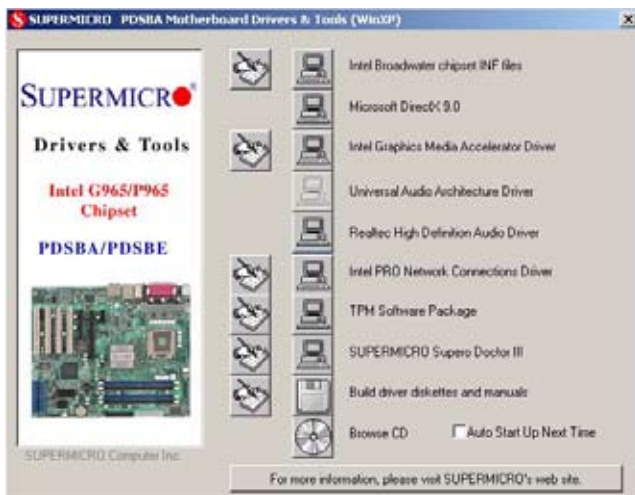 SUPERMICRO PDSBA Motherboard Drivers & Tools (WinXP)
SUPERMICRO
Drivers & Tools
Intel G965/P965
Chipset
PDSBA/PDSBE
SUPERMICRO Computer Inc.
Intel Broadwater chipset INF files
Microsoft DirectX 9.0
Intel Graphics Media Accelerator Driver
Universal Audio Architecture Driver
Realtec High Definition Audio Driver
Intel PRO Network Connections Driver
TPM Software Package
SUPERMICRO Supero Doctor III
Build driver diskettes and manuals
Browse CD
Auto Start Up Next Time
For more information, please visit SUPERMICRO's web site.